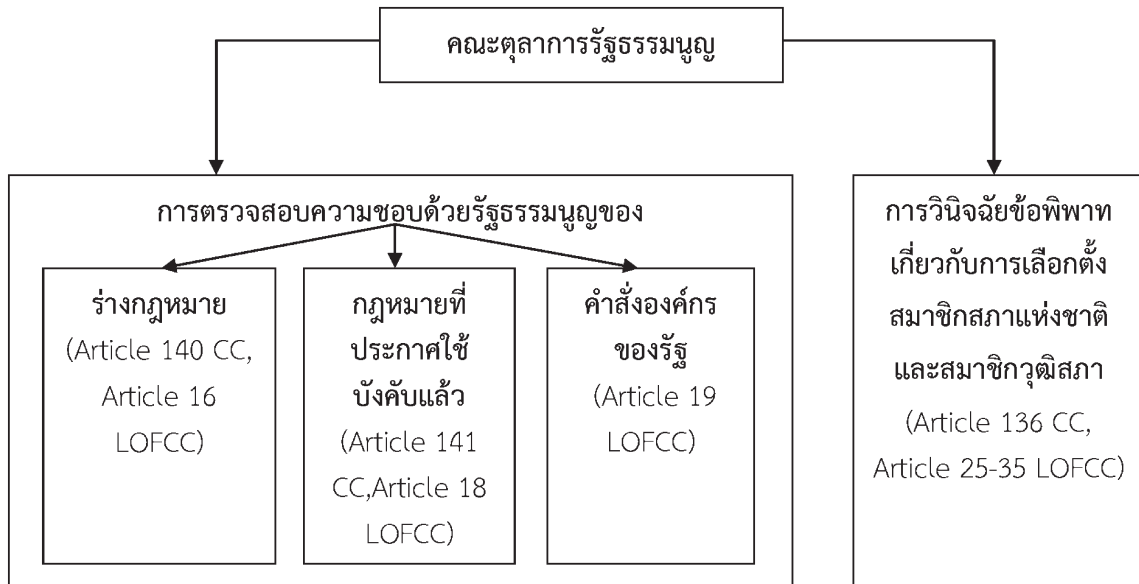 คณะตุลาการรัฐธรรมนูญ
การตรวจสอบความชอบด้วยรัฐธรรมนูญของ
ร่างกฎหมาย
(Article 140 CC,
Article 16
LOFCC)
กฎหมายที่
ประกาศใช้
บังคับแล้ว
(Article 141
CC,Article 18
LOFCC)
คำสั่งองค์กร
ของรัฐ
(Article 19
LOFCC)
การวินิจฉัยข้อพิพาท
เกี่ยวกับการเลือกตั้ง
สมาชิกสภาแห่งชาติ
และสมาชิกวุฒิสภา
(Article 136 CC,
Article 25-35 LOFCC)